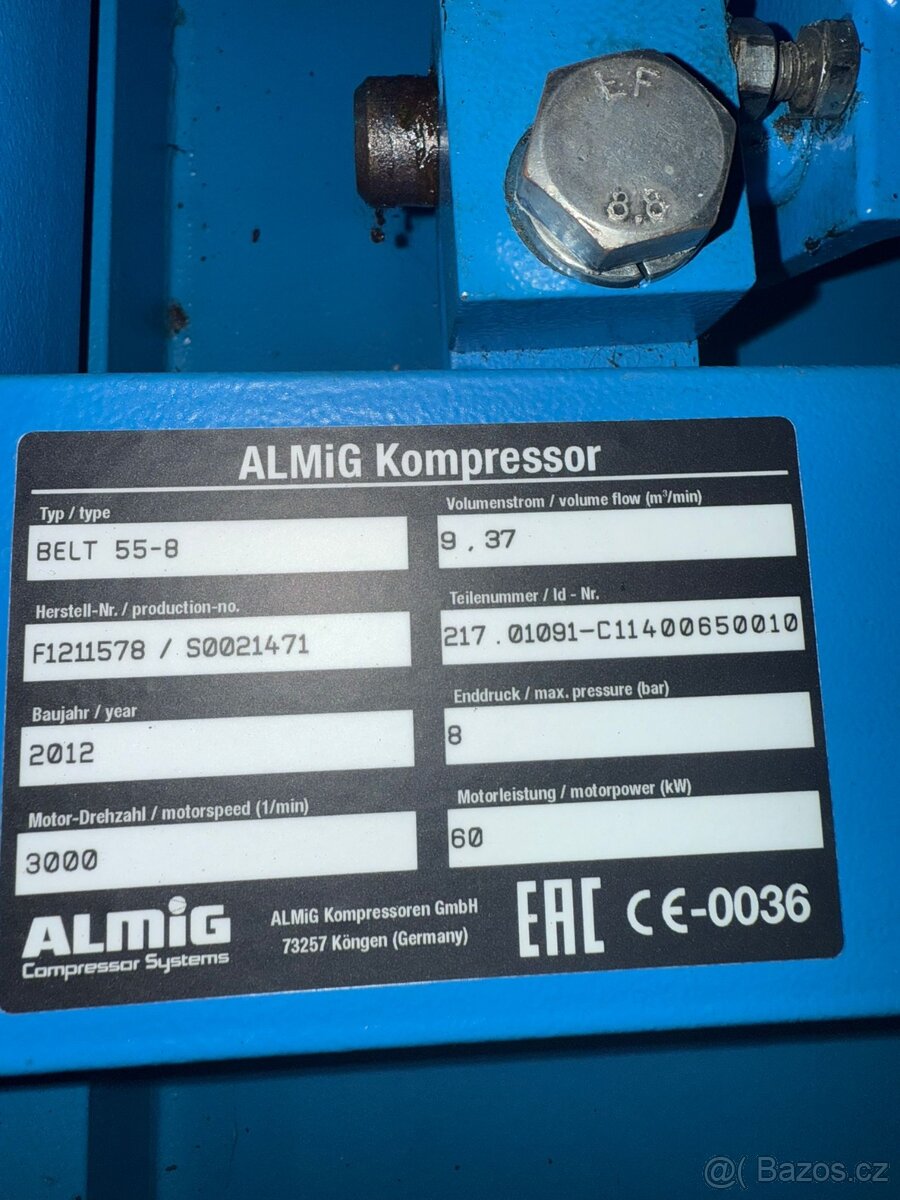 EF
8.8
ALMiG Kompressor
Typ / type
BELT 55-8
Volumenstrom / volume flow (m³/min)
9,37
Herstell-Nr. / production-no.
F1211578 / S0021471
Teilenummer / Id - Nr.
217.01091-C11400650010
Baujahr / year
2012
Enddruck / max. pressure (bar)
8
Motor-Drehzahl / motorspeed (1/min)
3000
Motorleistung / motorpower (kW)
60
ALMiG
Compressor Systems
ALMiG Kompressoren GmbH
73257 Köngen (Germany)
EAC CE-0036
@( Bazos.cz